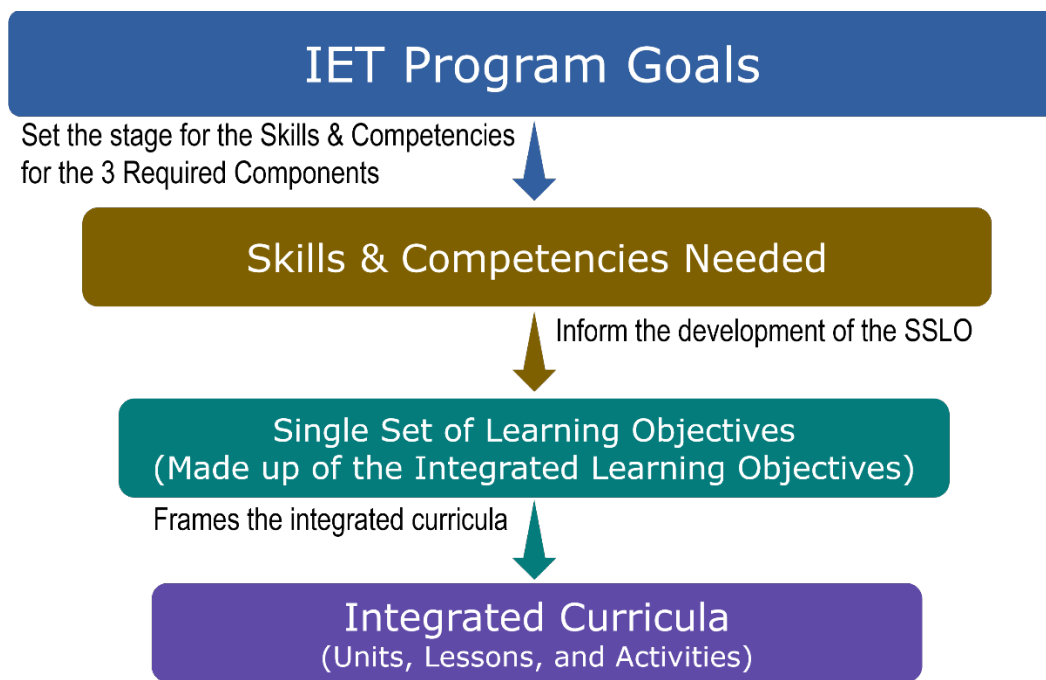 IET Program Goals
Set the stage for the Skills & Competencies
for the 3 Required Components
Skills & Competencies Needed
Inform the development of the SSLO
Single Set of Learning Objectives
(Made up of the Integrated Learning Objectives)
Frames the integrated curricula
Integrated Curricula
(Units, Lessons, and Activities)